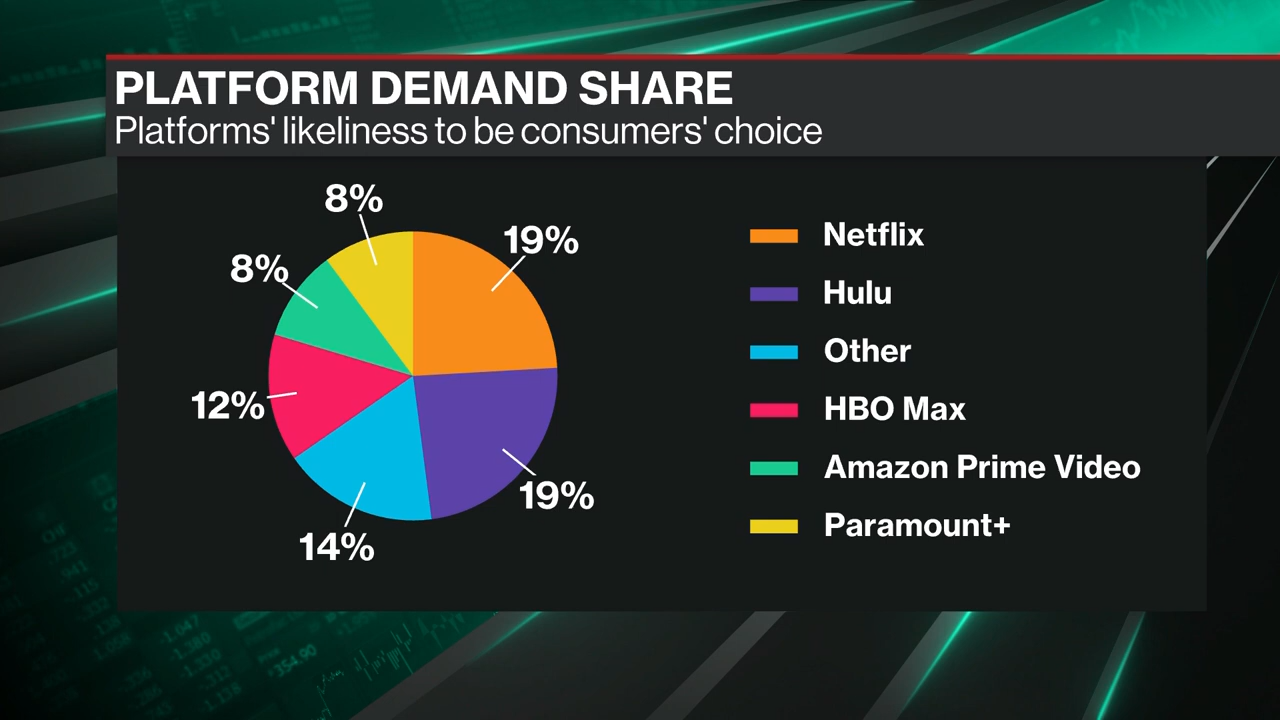 PLATFORM DEMAND SHARE
Platforms' likeliness to be consumers' choice
8%
19%
8%
12%
19%
14%
Netflix
Hulu
Other
HBO Max
Amazon Prime Video
Paramount+